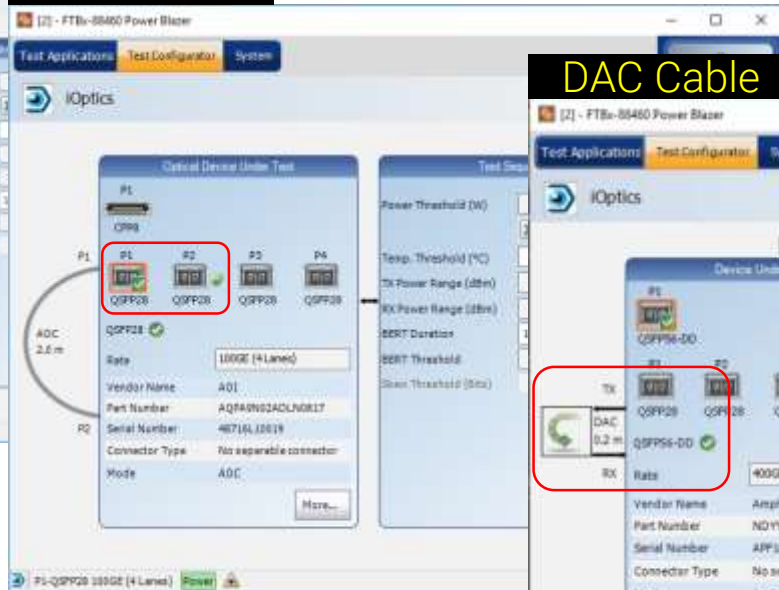 [2] - FTBx-88460 Power Blazer
Test Applications Test Configurator System
iOptics
Optical Device Under Test
P1
CFP8
P1 P2 P3 P4
QSFP28 QSFP28 QSFP28 QSFP28
QSFP28
Rate 100GE (4 Lanes)
Vendor Name AOI
Part Number
Serial Number
Connector Type No separable connector
Mode AOC
More...
P1
AOC
2.0 m
P2
Power Threshold (W)
Temp. Threshold (°C)
TX Power Range (dBm)
RX Power Range (dBm)
BERT Duration
BERT Threshold
Skew Threshold (Bits)
P1-QSFP28 100GE (4 Lanes) Power
DAC Cable
[2] - FTBx-88460 Power Blazer
Test Applications Test Configurator
iOptics
P1
QSFP56-DD
P1 P2
QSFP28 QSFP28
TX
DAC
0.2 m
RX
QSFP56-DD
Rate
Vendor Name
Part Number
Serial Number
Connector Type